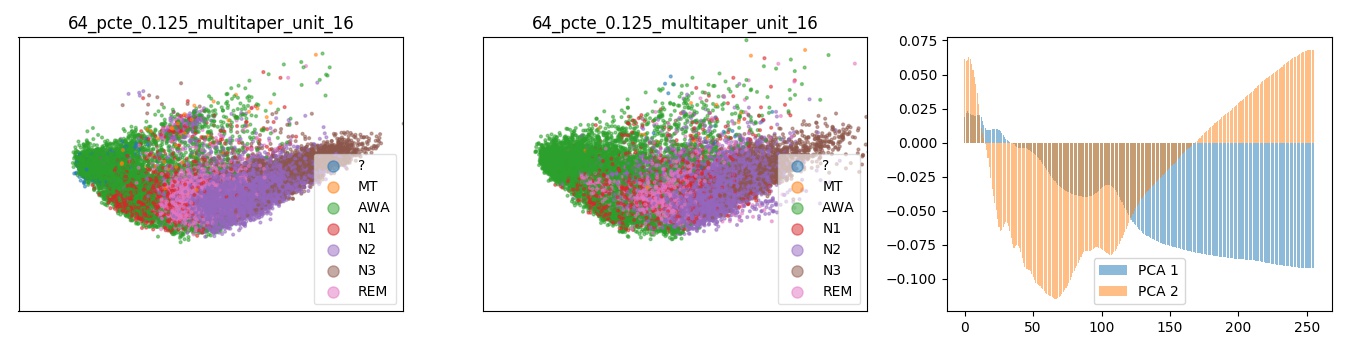 64_pcte_0.125_multitaper_unit_16
?
MT
AWA
N1
N2
N3
REM
64_pcte_0.125_multitaper_unit_16
?
MT
AWA
N1
N2
N3
REM
0.075
0.050
0.025
0.000
−0.025
−0.050
−0.075
−0.100
PCA 1
PCA 2
0 50 100 150 200 250